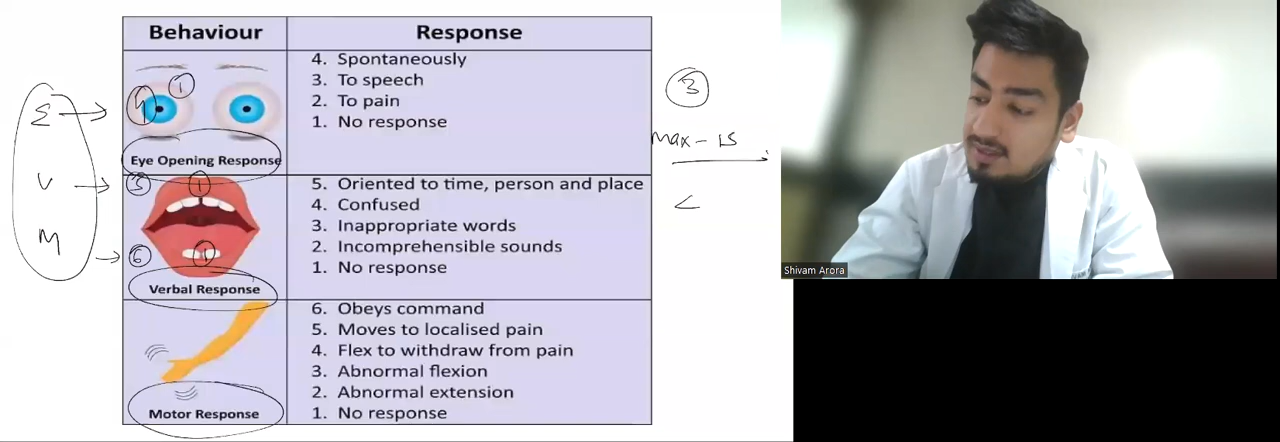 Behaviour
Response
4. Spontaneously
3. To speech
2. To pain
1. No response
Eye Opening Response
5. Oriented to time, person and place
4. Confused
3. Inappropriate words
2. Incomprehensible sounds
1. No response
Verbal Response
6. Obeys command
5. Moves to localised pain
4. Flex to withdraw from pain
3. Abnormal flexion
2. Abnormal extension
1. No response
Motor Response
E
V
M
4
1
1
6
1
3
Max - 15
<
Shivam Arora